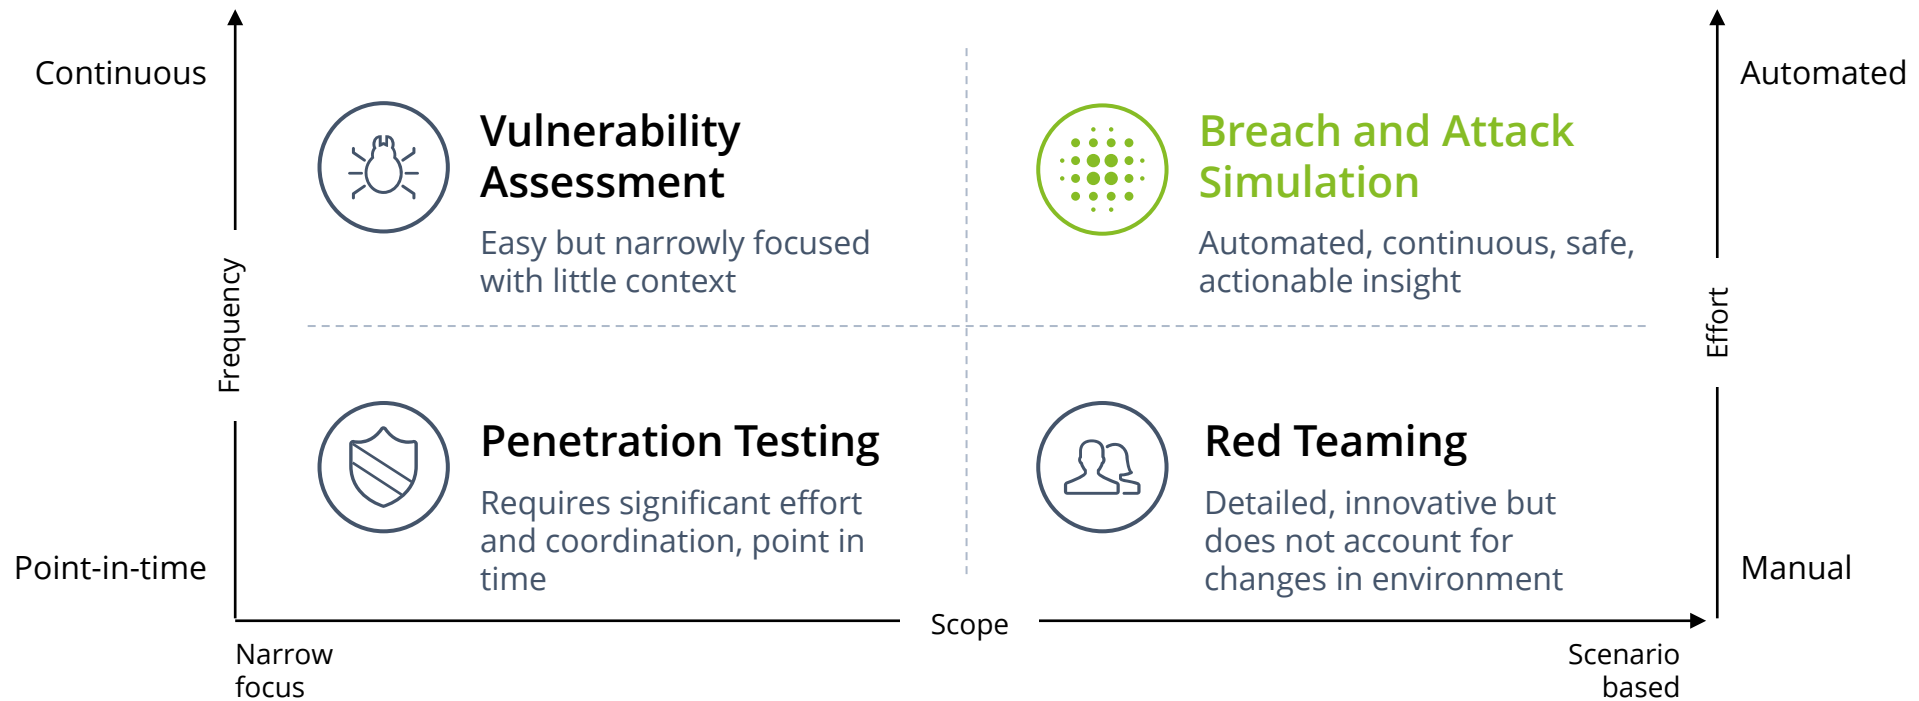 Continuous
Automated
Vulnerability
Assessment
Easy but narrowly focused
with little context
Breach and Attack
Simulation
Automated, continuous, safe,
actionable insight
Frequency
Effort
Penetration Testing
Requires significant effort
and coordination, point in
time
Red Teaming
Detailed, innovative but
does not account for
changes in environment
Point-in-time
Manual
Scope
Narrow
focus
Scenario
based